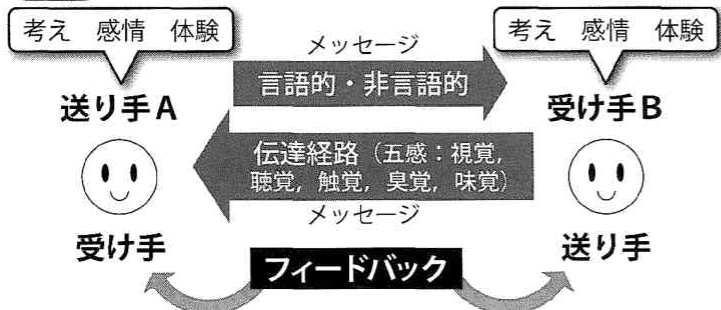 考え 感情 体験
考え 感情 体験
メッセージ
言語的・非言語的
送り手A
受け手B
伝達経路（五感：視覚，
聴覚，触覚，臭覚，味覚）
メッセージ
受け手
送り手
フィードバック